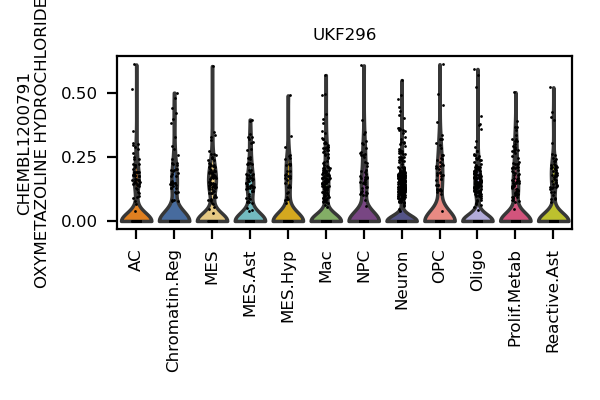 UKF296
CHEMBL1200791
OXYMETAZOLINE HYDROCHLORIDE
0.50
0.25
0.00
AC
Chromatin.Reg
MES
MES.Ast
MES.Hyp
Mac
NPC
Neuron
OPC
Oligo
Prolif.Metab
Reactive.Ast